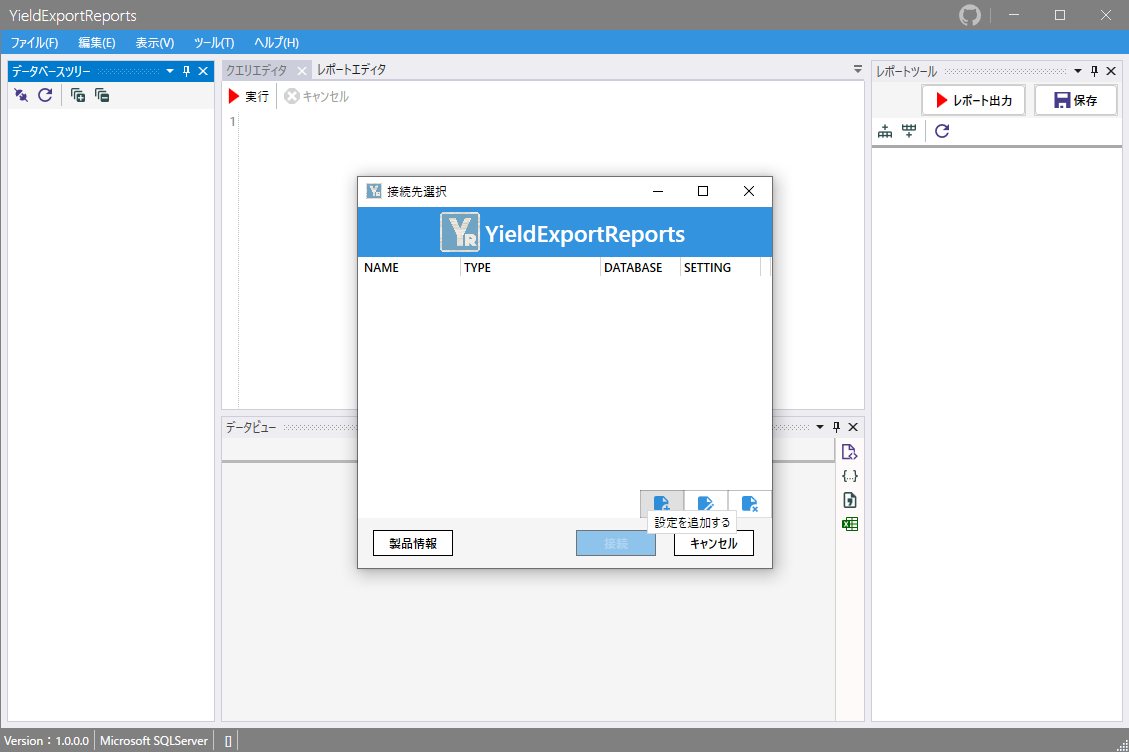 YieldExportReports
ファイル(F) 編集(E) 表示(V) ツール(T) ヘルプ(H)
データベースツリー
クエリエディタ レポートエディタ
実行 キャンセル
1
レポートツール
レポート出力 保存
接続先選択
YR YieldExportReports
NAME TYPE DATABASE SETTING
設定を追加する
製品情報 接続 キャンセル
データビュー
Version：1.0.0.0 Microsoft SQLServer []